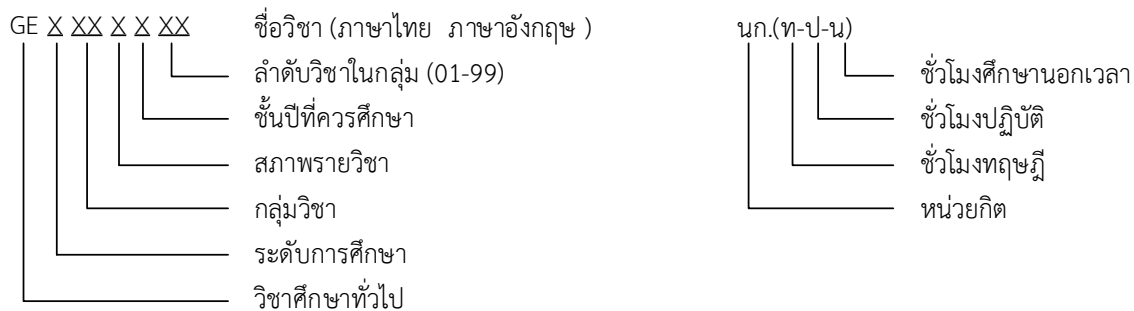 GE X XX X X XX ชื่อวิชา (ภาษาไทย ภาษาอังกฤษ ) นก.(ท-ป-น)
ลำดับวิชาในกลุ่ม (01-99) ชั่วโมงศึกษานอกเวลา
ชั้นปีที่ควรศึกษา ชั่วโมงปฏิบัติ
สภาพรายวิชา ชั่วโมงทฤษฎี
กลุ่มวิชา หน่วยกิต
ระดับการศึกษา
วิชาศึกษาทั่วไป